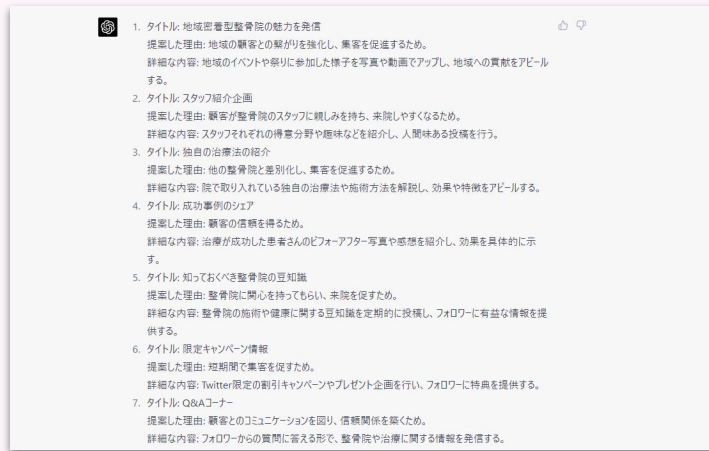 1. タイトル: 地域密着型整骨院の魅力を発信
提案した理由: 地域の顧客との繋がりを強化し、集客を促進するため。
詳細な内容: 地域のイベントや祭りに参加した様子を写真や動画でアップし、地域への貢献をアピール
する。
2. タイトル: スタッフ紹介企画
提案した理由: 顧客が整骨院のスタッフに親しみを持ち、来院しやすくなるため。
詳細な内容: スタッフそれぞれの得意分野や趣味などを紹介し、人間味ある投稿を行う。
3. タイトル: 独自の治療法の紹介
提案した理由: 他の整骨院と差別化し、集客を促進するため。
詳細な内容: 院で取り入れている独自の治療法や施術方法を解説し、効果や特徴をアピールする。
4. タイトル: 成功事例のシェア
提案した理由: 顧客の信頼を得るため。
詳細な内容: 治療が成功した患者さんのビフォーアフター写真や感想を紹介し、効果を具体的に示
す。
5. タイトル: 知っておくべき整骨院の豆知識
提案した理由: 整骨院に関心を持ってもらい、来院を促すため。
詳細な内容: 整骨院の施術や健康に関する豆知識を定期的に投稿し、フォロワーに有益な情報を提
供する。
6. タイトル: 限定キャンペーン情報
提案した理由: 短期間で集客を促すため。
詳細な内容: Twitter限定の割引キャンペーンやプレゼント企画を行い、フォロワーに特典を提供する。
7. タイトル: Q&Aコーナー
提案した理由: 顧客とのコミュニケーションを図り、信頼関係を築くため。
詳細な内容: フォロワーからの質問に答える形で、整骨院や治療に関する情報を発信する。